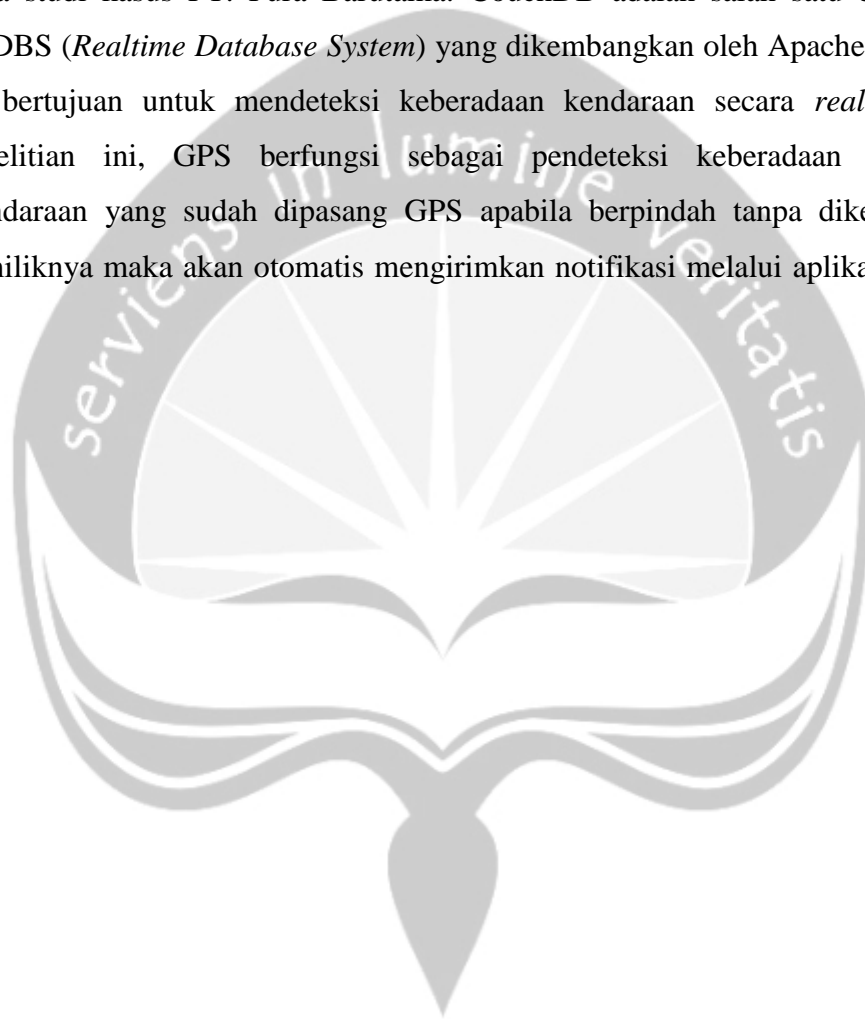 a studi kasus PT. Pura Barutama. CouchDB adalah salah satu
DBS (Realtime Database System) yang dikembangkan oleh Apache
bertujuan untuk mendeteksi keberadaan kendaraan secara real
elitian ini, GPS berfungsi sebagai pendeteksi keberadaan
ndaraan yang sudah dipasang GPS apabila berpindah tanpa dike
miliknya maka akan otomatis mengirimkan notifikasi melalui aplika
serviens in lumine veritatis